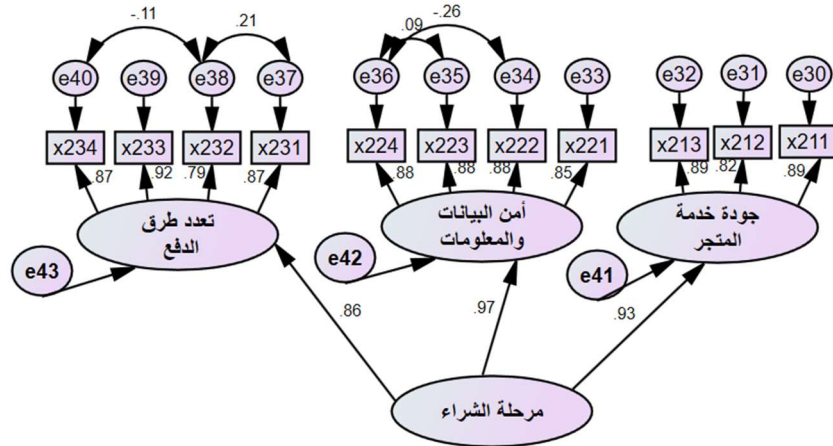 -.11
.21
-.26
.09
e40
e39
e38
e37
e36
e35
e34
e33
e32
e31
e30
x234
x233
x232
x231
x224
x223
x222
x221
x213
x212
x211
.87
.92
.79
.87
.88
.88
.88
.85
.89
.82
.89
تعدد طرق
الدفع
أمن البيانات
والمعلومات
جودة خدمة
المتجر
e43
e42
e41
.86
.97
.93
مرحلة الشراء